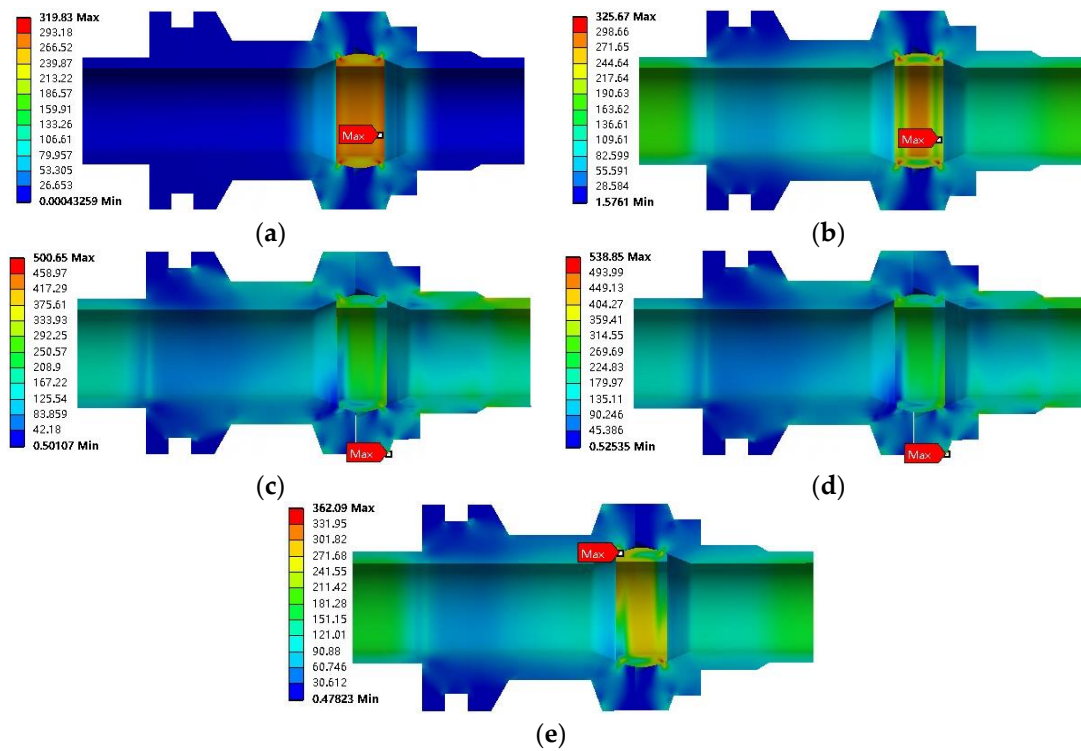 319.83 Max
293.18
266.52
239.87
213.22
186.57
159.91
133.26
106.61
79.957
53.305
26.653
0.00043259 Min
Max
(a)
325.67 Max
298.66
271.65
244.64
217.64
190.63
163.62
136.61
109.61
82.599
55.591
28.584
1.5761 Min
Max
(b)
500.65 Max
458.97
417.29
375.61
333.93
292.25
250.57
208.9
167.22
125.54
83.859
42.18
0.50107 Min
Max
(c)
538.85 Max
493.99
449.13
404.27
359.41
314.55
269.69
224.83
179.97
135.11
90.246
45.386
0.52535 Min
Max
(d)
362.09 Max
331.95
301.82
271.68
241.55
211.42
181.28
151.15
121.01
90.88
60.746
30.612
0.47823 Min
Max
(e)